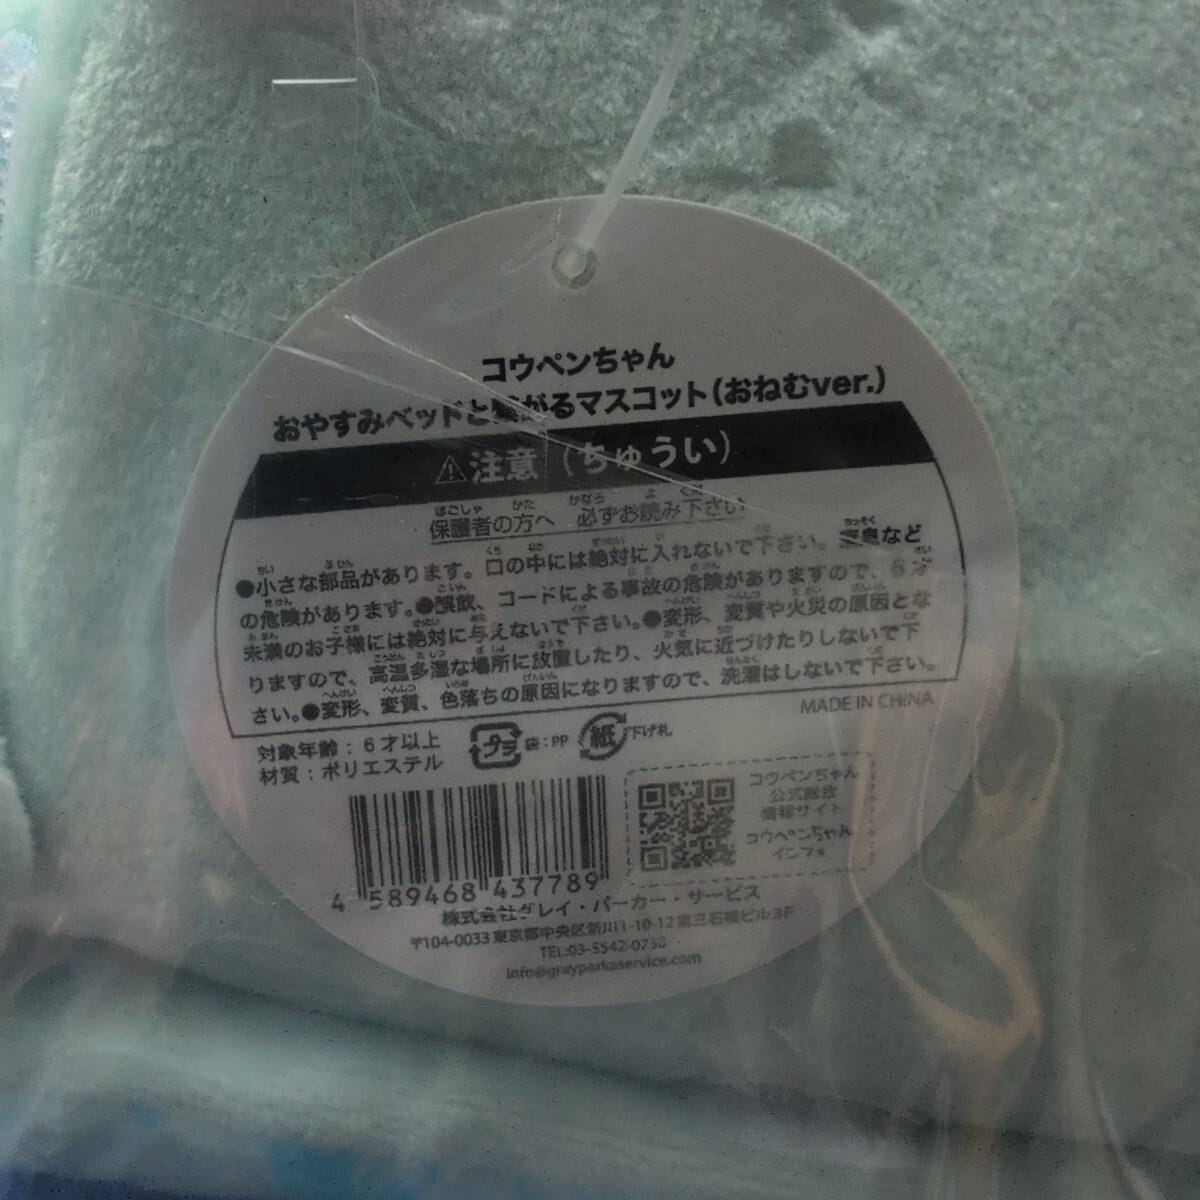 コウペンちゃん
おやすみベッドと繋がるマスコット(おねむver.)
⚠注意(ちゅうい)
保護者の方へ 必ずお読み下さい
●小さな部品があります。口の中には絶対に入れないで下さい。窒息など
の危険があります。●誤飲、コードによる事故の危険がありますので、6才
未満のお子様には絶対に与えないで下さい。●変形、変質や火災の原因とな
りますので、高温多湿な場所に放置したり、火気に近づけたりしないで下
さい。●変形、変質、色落ちの原因になりますので、洗濯はしないで下さい。
MADE IN CHINA
対象年齢:6才以上
材質:ポリエステル
プラ 袋:PP 紙 下げ札
コウペンちゃん
公式総合
情報サイト
コウペンちゃん
インフォ
4 589468 437789
株式会社グレイ・パーカー・サービス
〒104-0033 東京都中央区新川1-10-12 第三石橋ビル3F
TEL:03-5542-0730
info@grayparkaservice.com